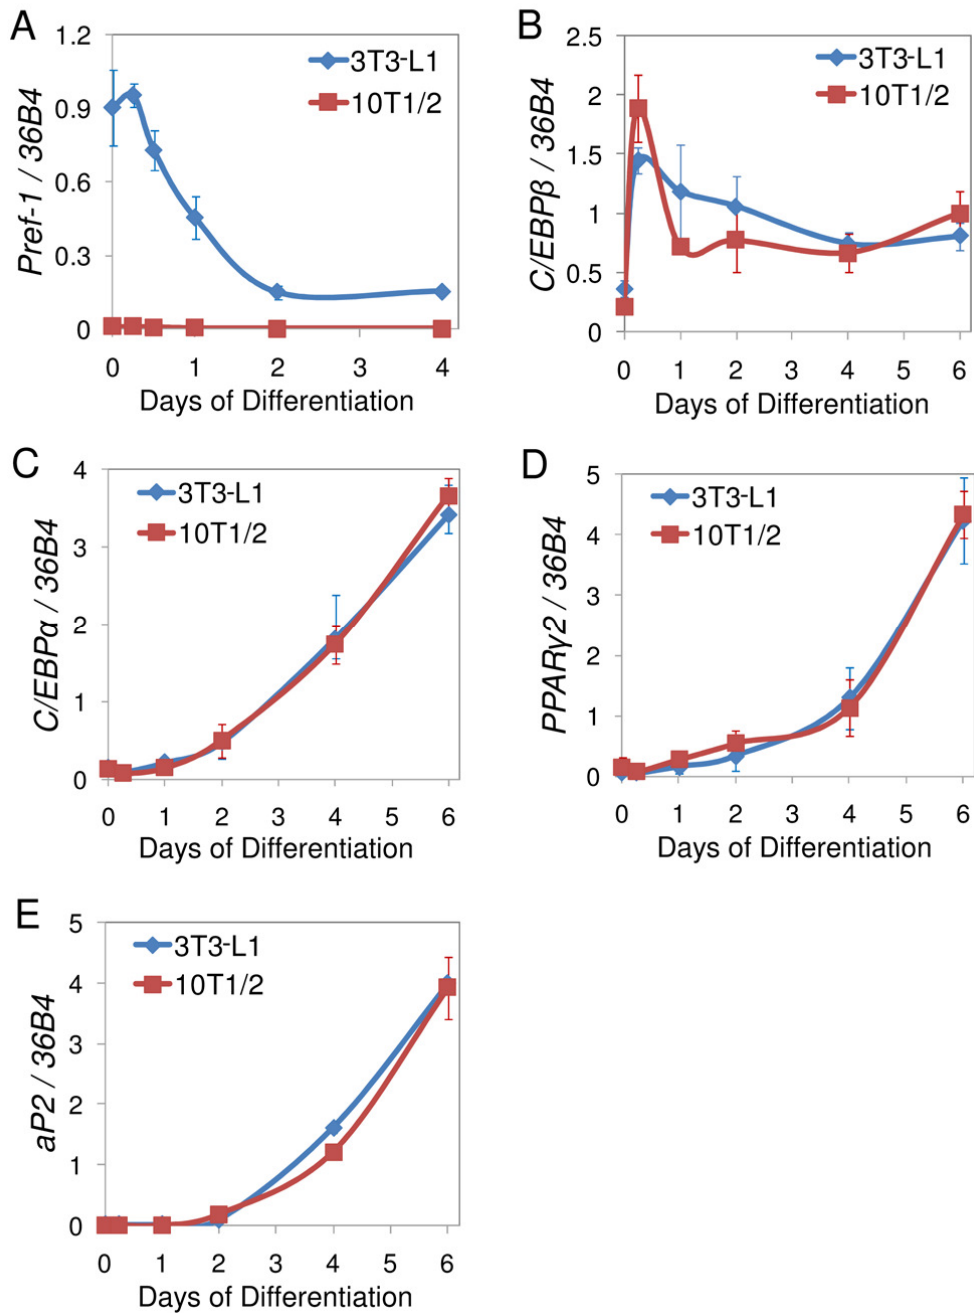 A
Pref-1 / 36B4
1.2
0.9
0.6
0.3
0
3T3-L1
10T1/2
0 1 2 3 4
Days of Differentiation
B
C/EBPβ / 36B4
2.5
2
1.5
1
0.5
0
3T3-L1
10T1/2
0 1 2 3 4 5 6
Days of Differentiation
C
C/EBPα / 36B4
4
3
2
1
0
3T3-L1
10T1/2
0 1 2 3 4 5 6
Days of Differentiation
D
PPARγ2 / 36B4
5
4
3
2
1
0
3T3-L1
10T1/2
0 1 2 3 4 5 6
Days of Differentiation
E
aP2 / 36B4
5
4
3
2
1
0
3T3-L1
10T1/2
0 1 2 3 4 5 6
Days of Differentiation